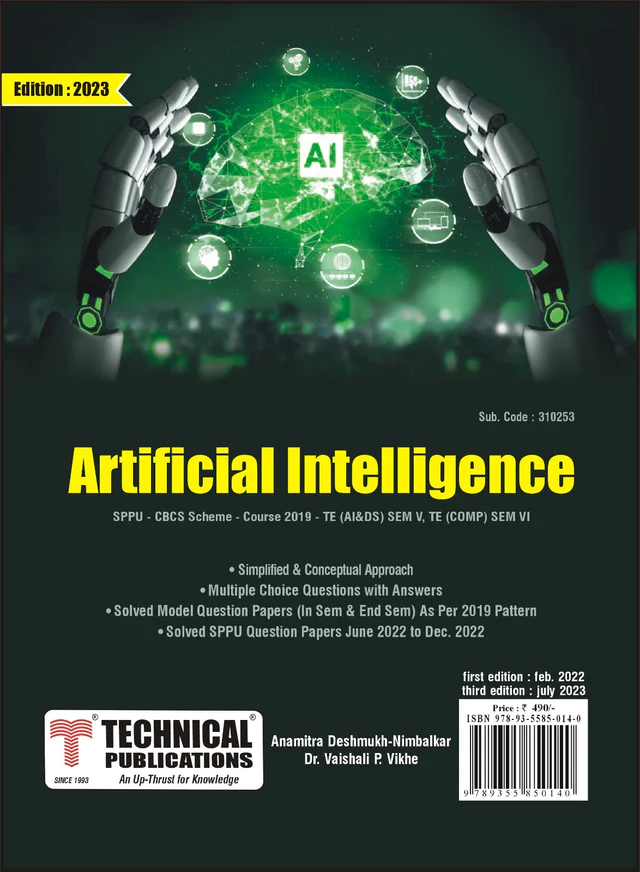 Edition : 2023
AI
Sub. Code : 310253
Artificial Intelligence
SPPU - CBCS Scheme - Course 2019 - TE (AI&DS) SEM V, TE (COMP) SEM VI
• Simplified & Conceptual Approach
• Multiple Choice Questions with Answers
• Solved Model Question Papers (In Sem & End Sem) As Per 2019 Pattern
• Solved SPPU Question Papers June 2022 to Dec. 2022
first edition : feb. 2022
third edition : july 2023
Price : ₹ 490/-
ISBN 978-93-5585-014-0
9 789355 850140
® TECHNICAL ®
PUBLICATIONS
SINCE 1993 An Up-Thrust for Knowledge
Anamitra Deshmukh-Nimbalkar
Dr. Vaishali P. Vikhe